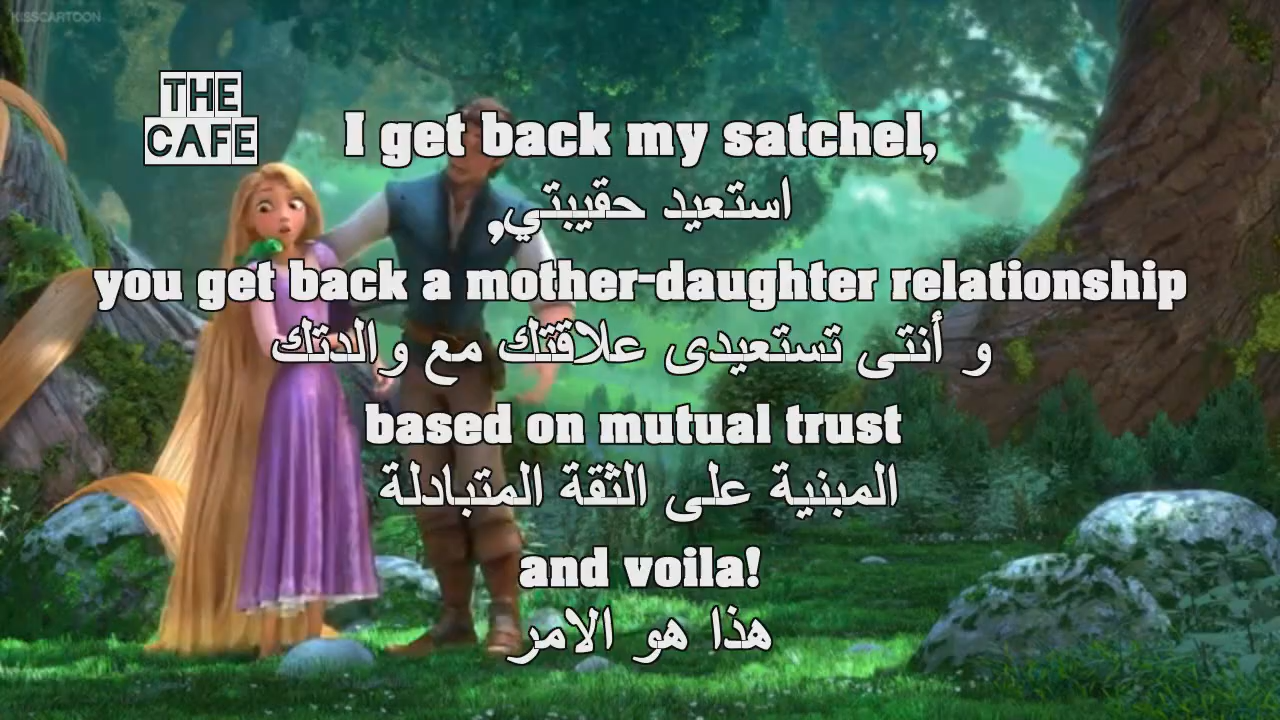 KISSCARTOON
THE
CAFE
I get back my satchel,
استعيد حقيبتي,
you get back a mother-daughter relationship
و أنتى تستعيدى علاقتك مع والدتك
based on mutual trust
المبنية على الثقة المتبادلة
and voila!
هذا هو الامر